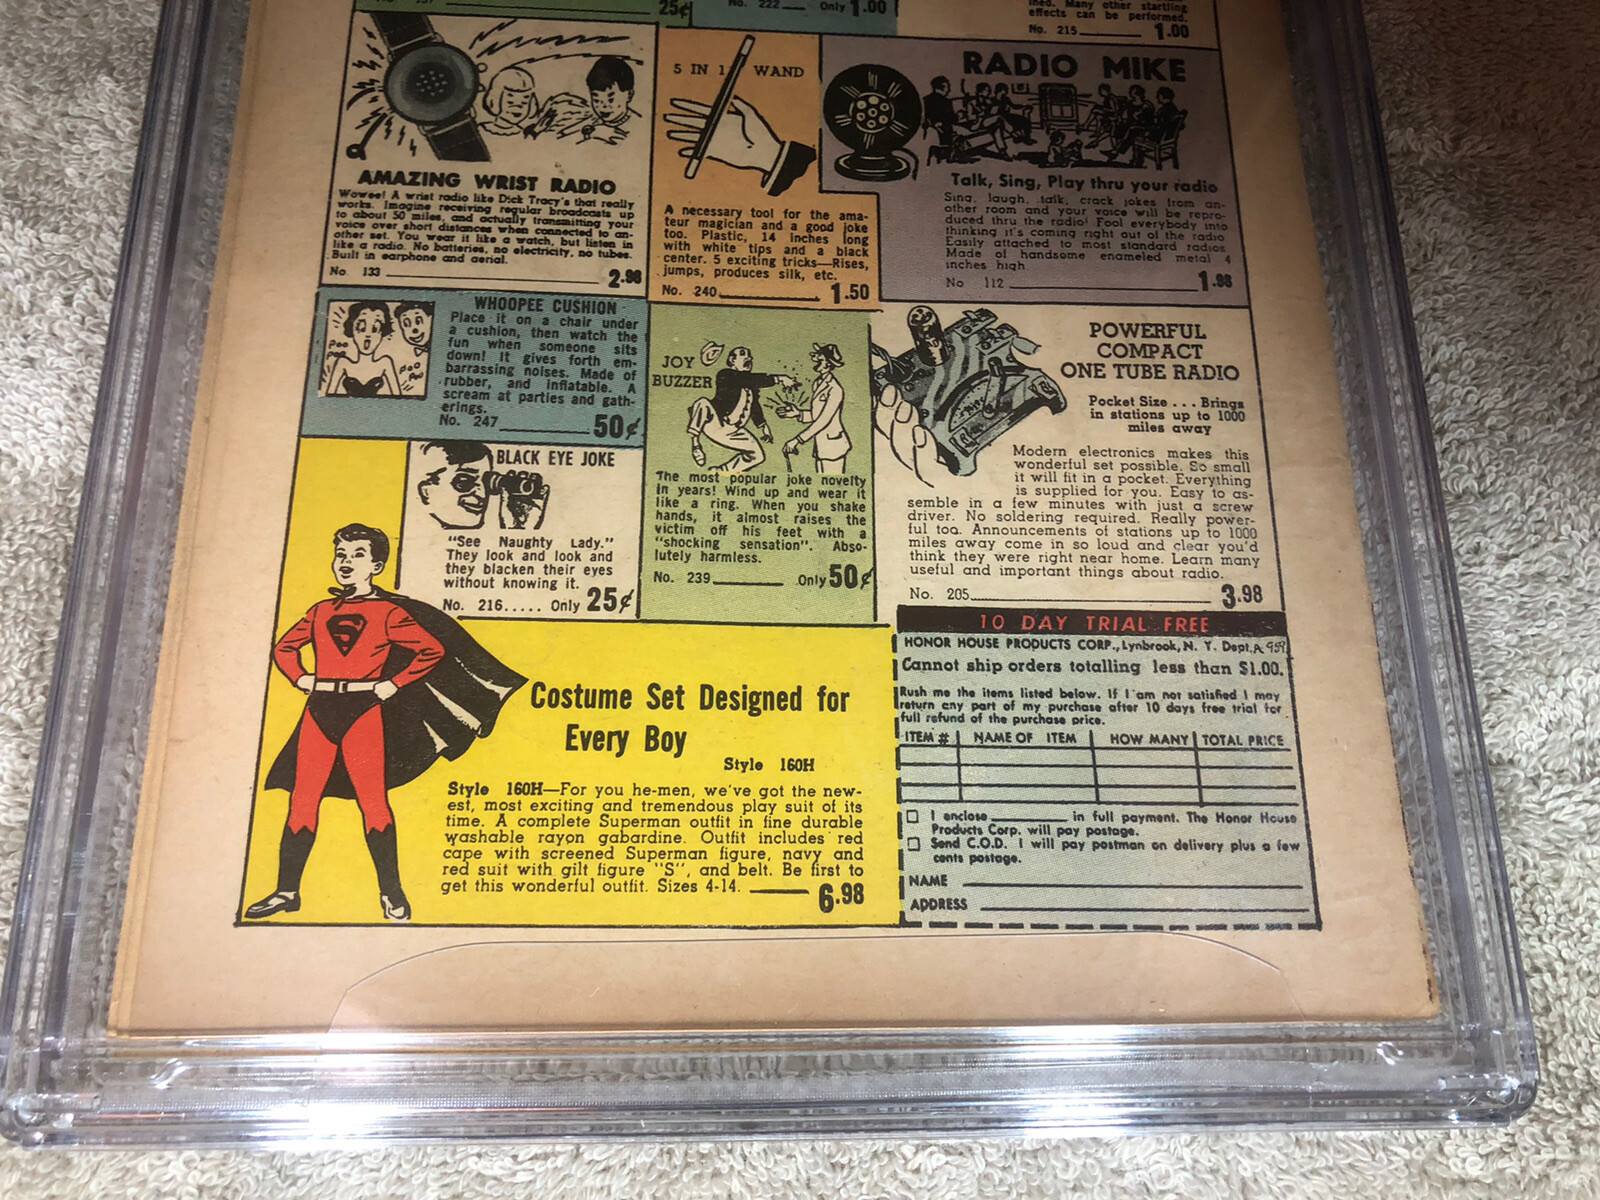 25¢
No. 222
Only 1.00
ined. Many other startling
effects can be performed.
No. 215
1.00
AMAZING WRIST RADIO
Wowee! A wrist radio like Dick Tracy's that really
works. Imagine receiving regular broadcasts up
to about 50 miles, and actually transmitting your
voice over short distances when connected to an-
other set. You wear it like a watch, but listen in
like a radio. No batteries, no electricity, no tubes.
Built in earphone and aerial.
No 133
2.98
5 IN 1 WAND
A necessary tool for the ama-
teur magician and a good joke
too. Plastic, 14 inches long
with white tips and a black
center. 5 exciting tricks—Rises,
jumps, produces silk, etc.
No. 240
1.50
RADIO MIKE
Talk, Sing, Play thru your radio
Sing, laugh, talk, crack jokes from an-
other room and your voice will be repro-
duced thru the radio! Fool everybody into
thinking it's coming right out of the radio
Easily attached to most standard radios
Made of handsome enameled metal 4
inches high
No 112
1.98
WHOOPEE CUSHION
Place it on a chair under
a cushion, then watch the
fun when someone sits
down! It gives forth em-
barrassing noises. Made of
rubber, and inflatable. A
scream at parties and gath-
erings.
No. 247
50¢
Poo
Poo
Poo
Poo
JOY
BUZZER
The most popular joke novelty
in years! Wind up and wear it
like a ring. When you shake
hands, it almost raises the
victim off his feet with a
"shocking sensation". Abso-
lutely harmless.
No. 239
Only 50¢
POWERFUL
COMPACT
ONE TUBE RADIO
Pocket Size . . . Brings
in stations up to 1000
miles away
Modern electronics makes this
wonderful set possible. So small
it will fit in a pocket. Everything
is supplied for you. Easy to as-
semble in a few minutes with just a screw
driver. No soldering required. Really power-
ful too. Announcements of stations up to 1000
miles away come in so loud and clear you'd
think they were right near home. Learn many
useful and important things about radio.
No. 205
3.98
BLACK EYE JOKE
"See Naughty Lady."
They look and look and
they blacken their eyes
without knowing it.
No. 216..... Only 25¢
S
Costume Set Designed for
Every Boy
Style 160H
Style 160H—For you he-men, we've got the new-
est, most exciting and tremendous play suit of its
time. A complete Superman outfit in fine durable
washable rayon gabardine. Outfit includes red
cape with screened Superman figure, navy and
red suit with gilt figure "S", and belt. Be first to
get this wonderful outfit. Sizes 4-14.
6.98
10 DAY TRIAL FREE
HONOR HOUSE PRODUCTS CORP., Lynbrook, N. Y. Dept. A 959
Cannot ship orders totalling less than $1.00.
Rush me the items listed below. If I am not satisfied I may
return any part of my purchase after 10 days free trial for
full refund of the purchase price.
ITEM # NAME OF ITEM HOW MANY TOTAL PRICE
I enclose in full payment. The Honor House
Products Corp. will pay postage.
Send C.O.D. I will pay postman on delivery plus a few
cents postage.
NAME
ADDRESS